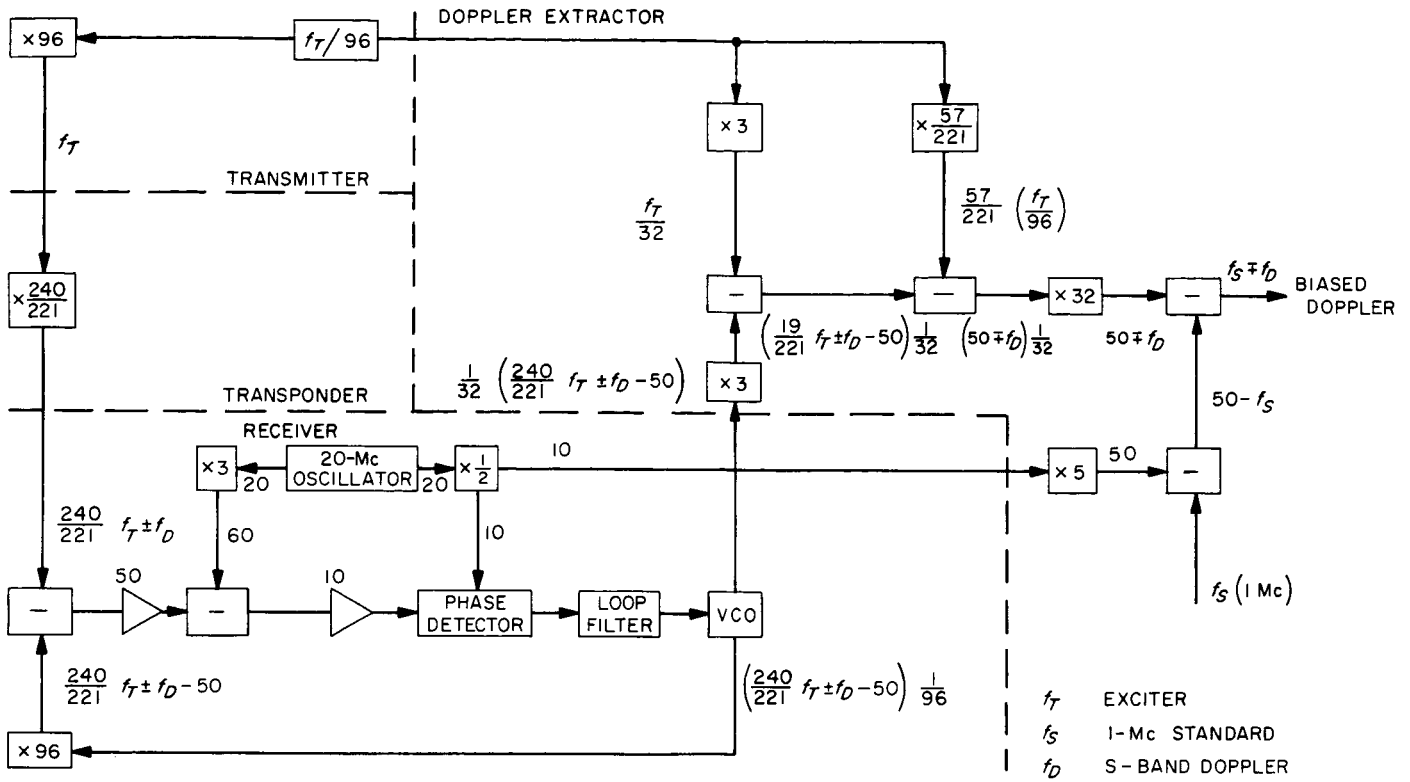 DOPPLER EXTRACTOR
×96
f_T/96
×3
×57/221
f_T
TRANSMITTER
f_T/32
57/221 (f_T/96)
×240/221
−
−
×32
−
f_S∓f_D
BIASED
DOPPLER
(19/221 f_T±f_D−50)1/32
(50∓f_D)1/32
50∓f_D
1/32 (240/221 f_T±f_D−50)
×3
TRANSPONDER
50−f_S
RECEIVER
×3
20
20-Mc
OSCILLATOR
20
×1/2
10
×5
50
−
240/221 f_T±f_D
60
10
50
10
−
−
PHASE
DETECTOR
LOOP
FILTER
VCO
f_S(1 Mc)
240/221 f_T±f_D−50
(240/221 f_T±f_D−50) 1/96
×96
f_T EXCITER
f_S 1-Mc STANDARD
f_D S-BAND DOPPLER